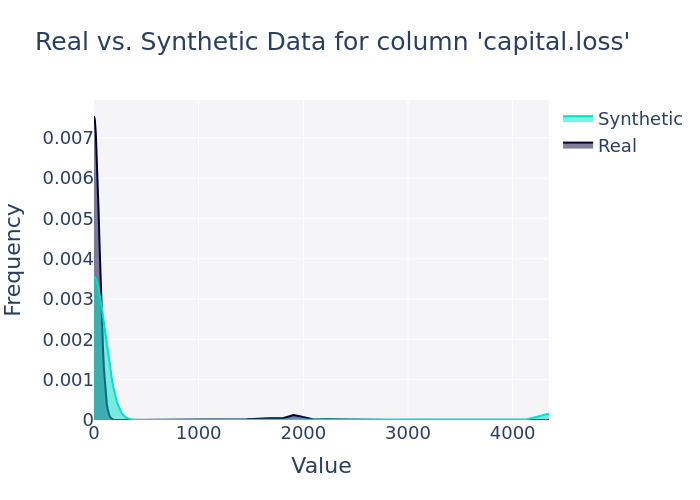 Real vs. Synthetic Data for column 'capital.loss'
Synthetic
Real
0.007
0.006
0.005
0.004
0.003
0.002
0.001
0
0 1000 2000 3000 4000
Frequency
Value